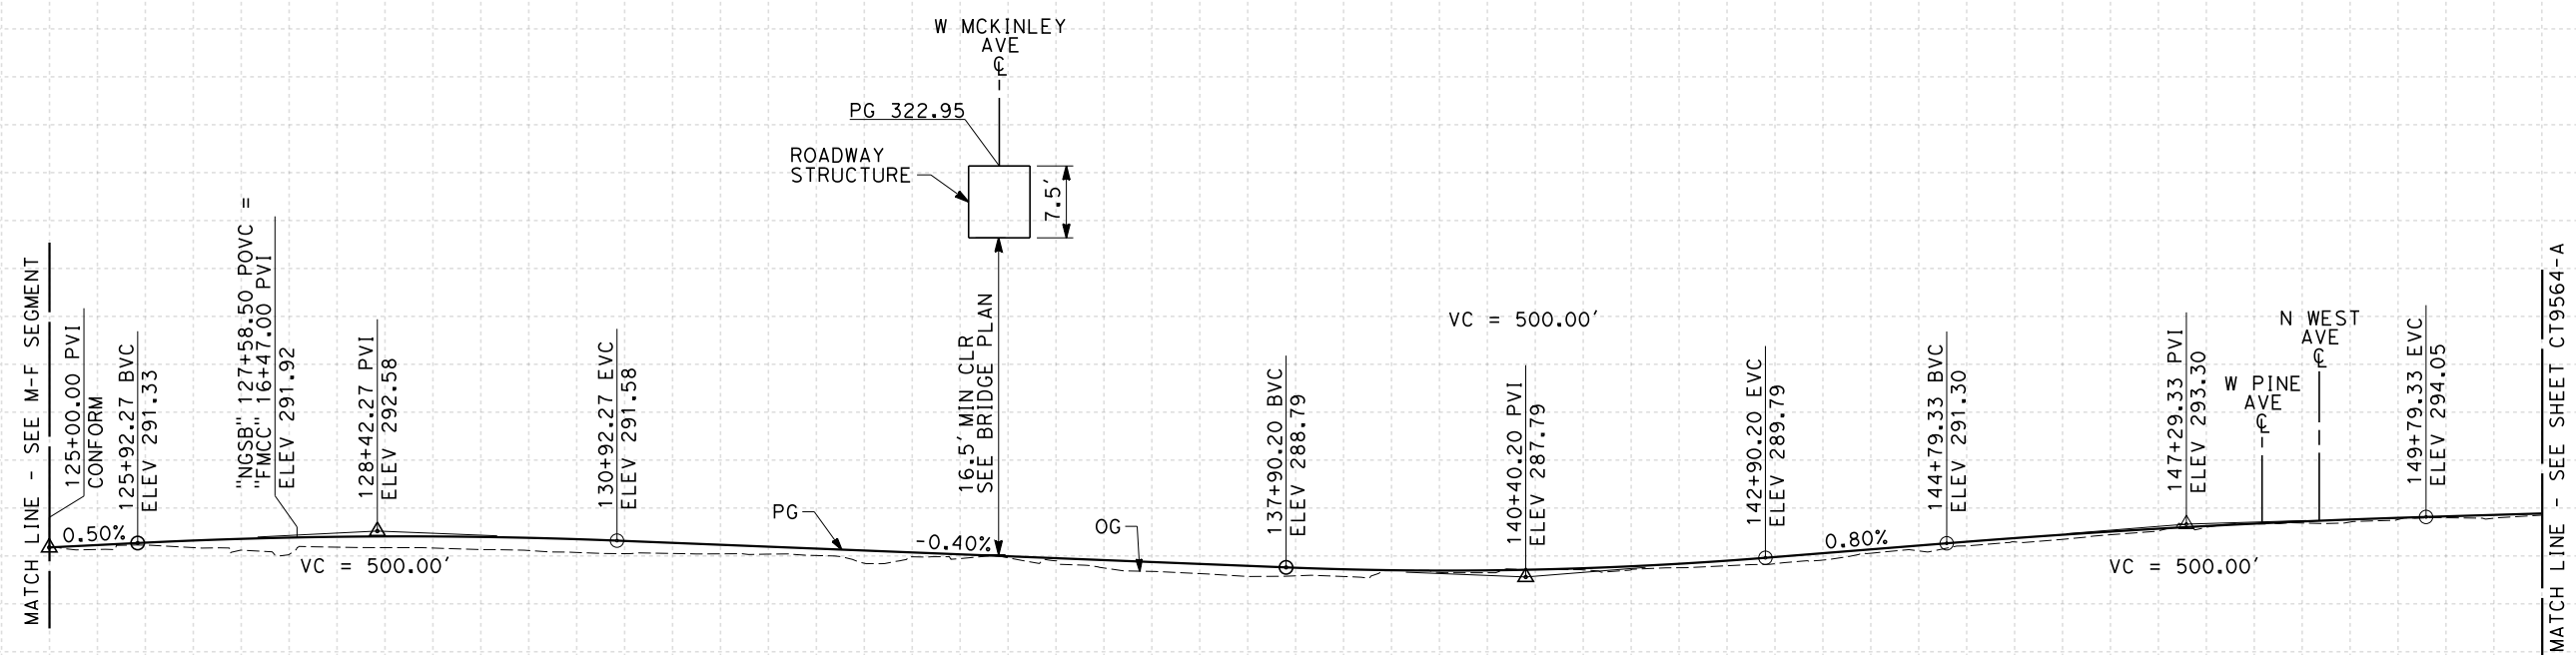 W MCKINLEY
AVE
℄
PG 322.95
ROADWAY
STRUCTURE
7.5'
16.5' MIN CLR
SEE BRIDGE PLAN
MATCH LINE - SEE M-F SEGMENT
125+00.00 PVI
CONFORM
0.50%
125+92.27 BVC
ELEV 291.33
"NGSB" 127+58.50 POVC =
"FMCC" 16+47.00 PVI
ELEV 291.92
128+42.27 PVI
ELEV 292.58
VC = 500.00'
130+92.27 EVC
ELEV 291.58
PG
-0.40%
OG
137+90.20 BVC
ELEV 288.79
VC = 500.00'
140+40.20 PVI
ELEV 287.79
142+90.20 EVC
ELEV 289.79
0.80%
144+79.33 BVC
ELEV 291.30
147+29.33 PVI
ELEV 293.30
VC = 500.00'
W PINE
AVE
℄
N WEST
AVE
℄
149+79.33 EVC
ELEV 294.05
MATCH LINE - SEE SHEET CT9564-A